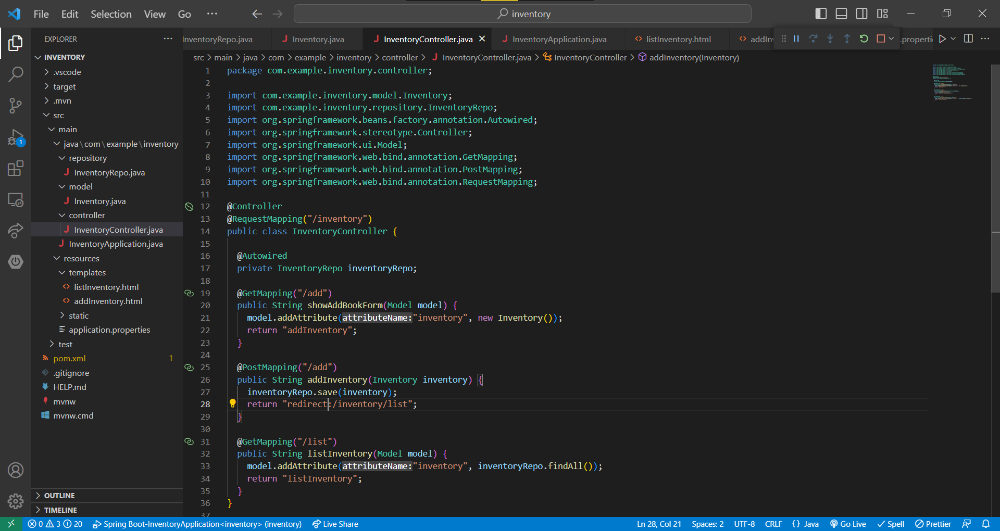 File Edit Selection View Go ··· inventory
EXPLORER ···
InventoryRepo.java Inventory.java InventoryController.java InventoryApplication.java listInventory.html addIn .properti ···
src > main > java > com > example > inventory > controller > InventoryController.java > InventoryController > addInventory(Inventory)
INVENTORY
.vscode
target
.mvn
src
main
java\com\example\inventory
repository
InventoryRepo.java
model
Inventory.java
controller
InventoryController.java
InventoryApplication.java
resources
templates
listInventory.html
addInventory.html
static
application.properties
test
pom.xml 1
.gitignore
HELP.md
mvnw
mvnw.cmd
OUTLINE
TIMELINE
1
1 package com.example.inventory.controller;
2
3 import com.example.inventory.model.Inventory;
4 import com.example.inventory.repository.InventoryRepo;
5 import org.springframework.beans.factory.annotation.Autowired;
6 import org.springframework.stereotype.Controller;
7 import org.springframework.ui.Model;
8 import org.springframework.web.bind.annotation.GetMapping;
9 import org.springframework.web.bind.annotation.PostMapping;
10 import org.springframework.web.bind.annotation.RequestMapping;
11
12 @Controller
13 @RequestMapping("/inventory")
14 public class InventoryController {
15
16 @Autowired
17 private InventoryRepo inventoryRepo;
18
19 @GetMapping("/add")
20 public String showAddBookForm(Model model) {
21 model.addAttribute(attributeName:"inventory", new Inventory());
22 return "addInventory";
23 }
24
25 @PostMapping("/add")
26 public String addInventory(Inventory inventory) {
27 inventoryRepo.save(inventory);
28 return "redirect:/inventory/list";
29 }
30
31 @GetMapping("/list")
32 public String listInventory(Model model) {
33 model.addAttribute(attributeName:"inventory", inventoryRepo.findAll());
34 return "listInventory";
35 }
36 }
37
0 3 20 Spring Boot-InventoryApplication<inventory> (inventory) Live Share Ln 28, Col 21 Spaces: 2 UTF-8 CRLF {} Java Go Live Spell Prettier